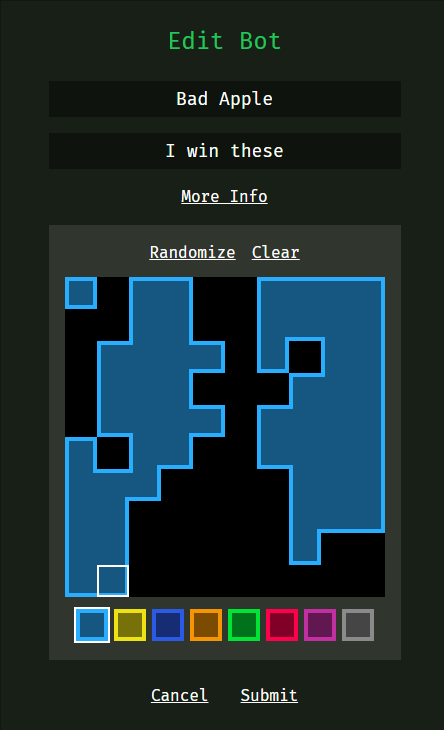 Edit Bot
Bad Apple
I win these
More Info
Randomize Clear
Cancel Submit